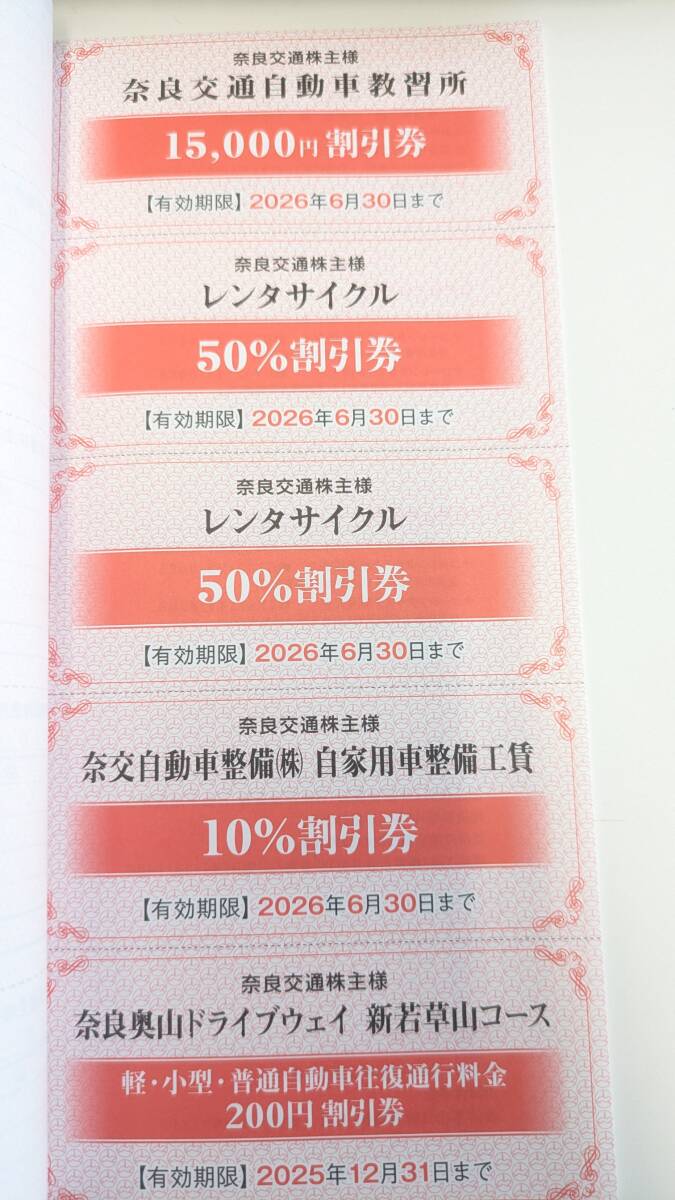 奈良交通株主様
奈良交通自動車教習所
15,000円割引券
【有効期限】2026年6月30日まで
奈良交通株主様
レンタサイクル
50%割引券
【有効期限】2026年6月30日まで
奈良交通株主様
レンタサイクル
50%割引券
【有効期限】2026年6月30日まで
奈良交通株主様
奈交自動車整備㈱ 自家用車整備工賃
10%割引券
【有効期限】2026年6月30日まで
奈良交通株主様
奈良奥山ドライブウェイ 新若草山コース
軽・小型・普通自動車往復通行料金
200円割引券
【有効期限】2025年12月31日まで